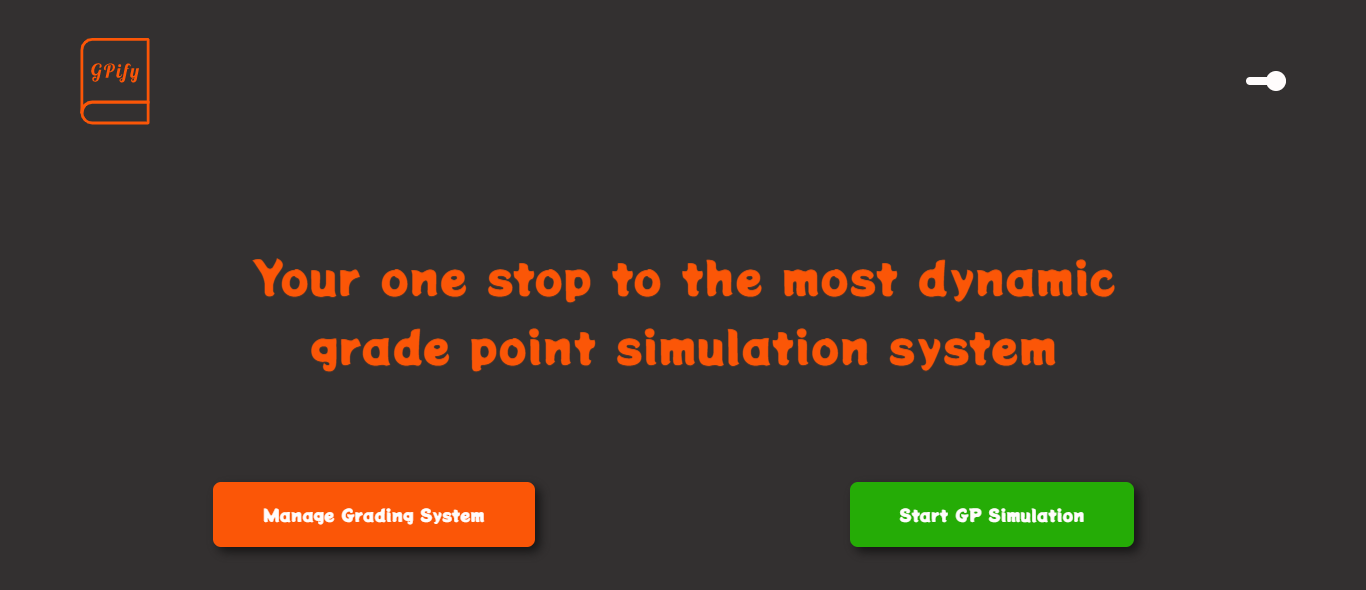 GPify
Your one stop to the most dynamic
grade point simulation system
Manage Grading System
Start GP Simulation